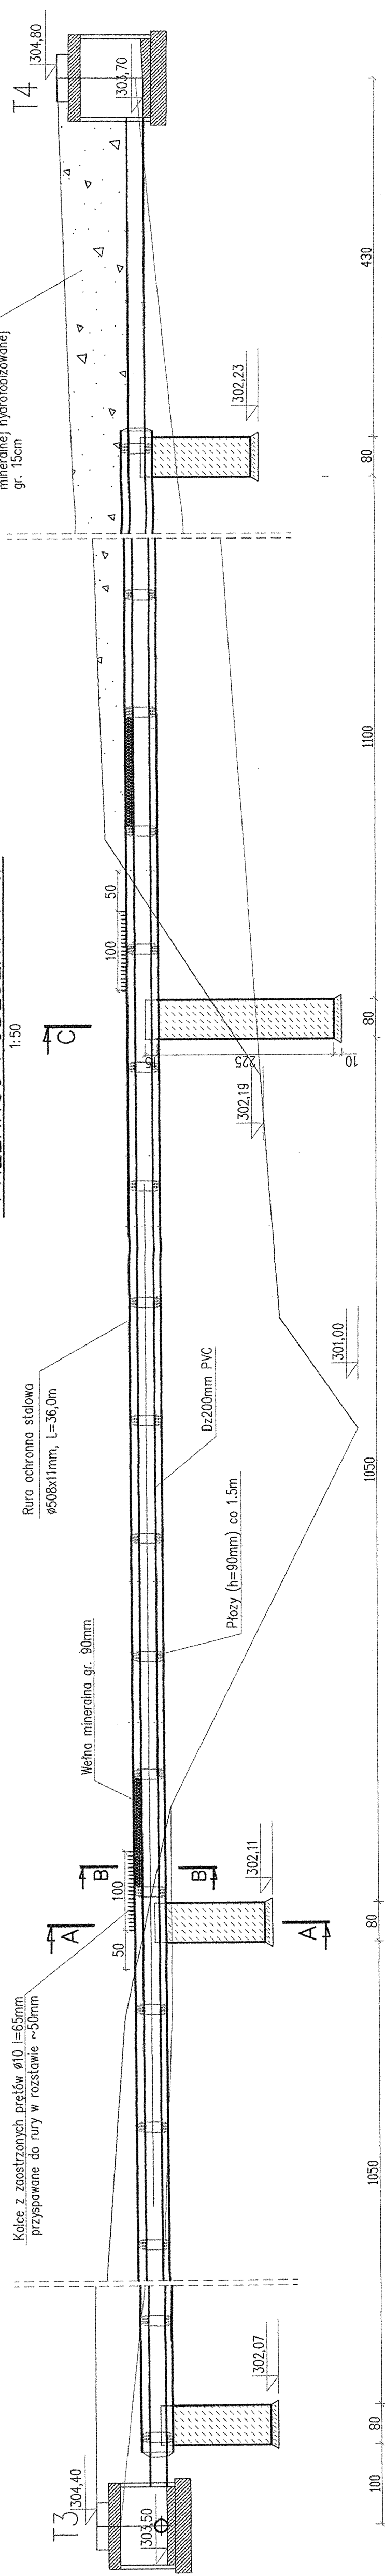 1:50
T3
304,40
303,50
Kolce z zaostrzonych prętów ø10 l=65mm
przyspawane do rury w rozstawie ~50mm
Wełna mineralna gr. 90mm
Rura ochronna stalowa
ø508x11mm, L=36,0m
mineralnej hydrofobizowanej
gr. 15cm
T4
304,80
303,70
A
50
100
B
B
A
Płozy (h=90mm) co 1.5m
Dz200mm PVC
C
100
50
302,07
302,11
301,00
302,19
225
10
302,23
100
80
1050
80
1050
80
1100
80
430